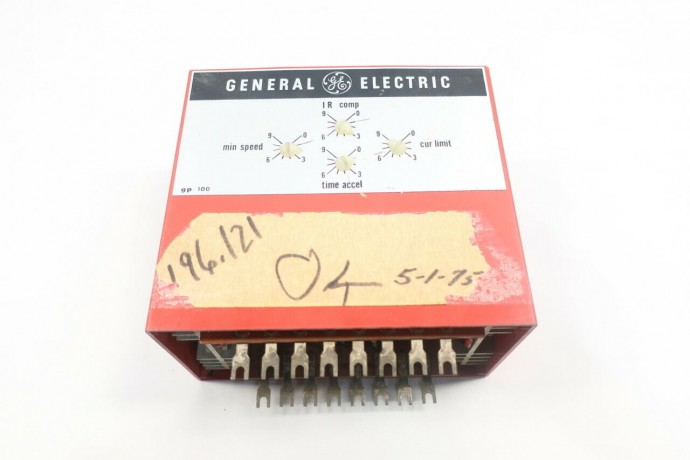 GENERAL GE ELECTRIC
IR comp
9 0
6 3
min speed 9 0
6 3
cur limit 9 0
6 3
9 0
6 3
time accel
9P 100
196.121
OK 5-1-75